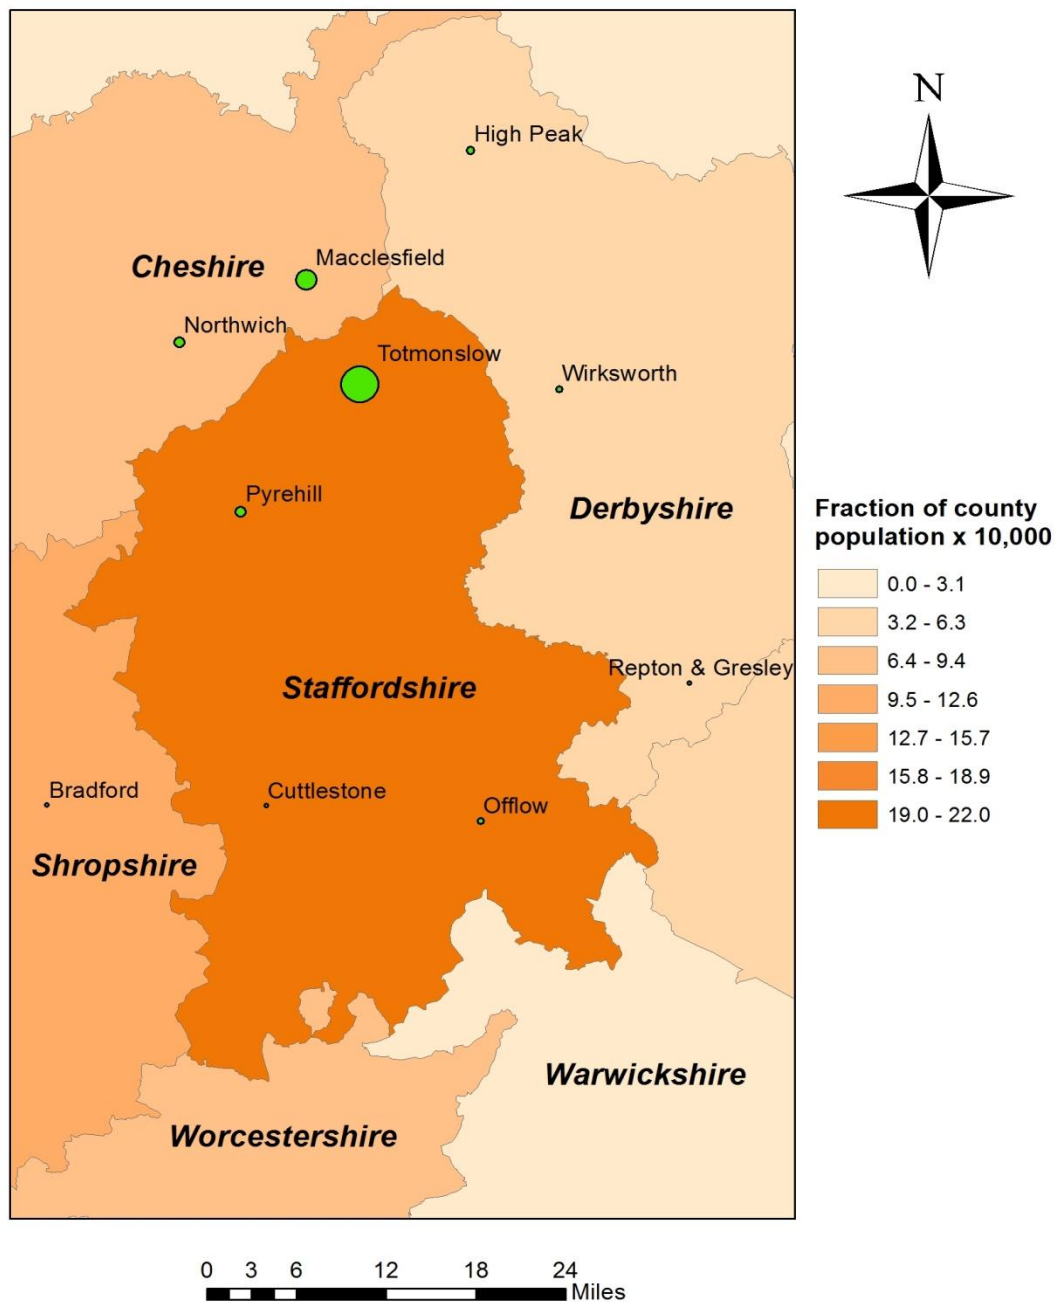 N
High Peak
Macclesfield
Cheshire
Northwich
Totmonslow
Wirksworth
Pyrehill
Derbyshire
Fraction of county
population x 10,000
0.0 - 3.1
3.2 - 6.3
6.4 - 9.4
9.5 - 12.6
12.7 - 15.7
15.8 - 18.9
19.0 - 22.0
Repton & Gresley
Staffordshire
Bradford
Cuttlestone
Offlow
Shropshire
Warwickshire
Worcestershire
0 3 6 12 18 24
Miles